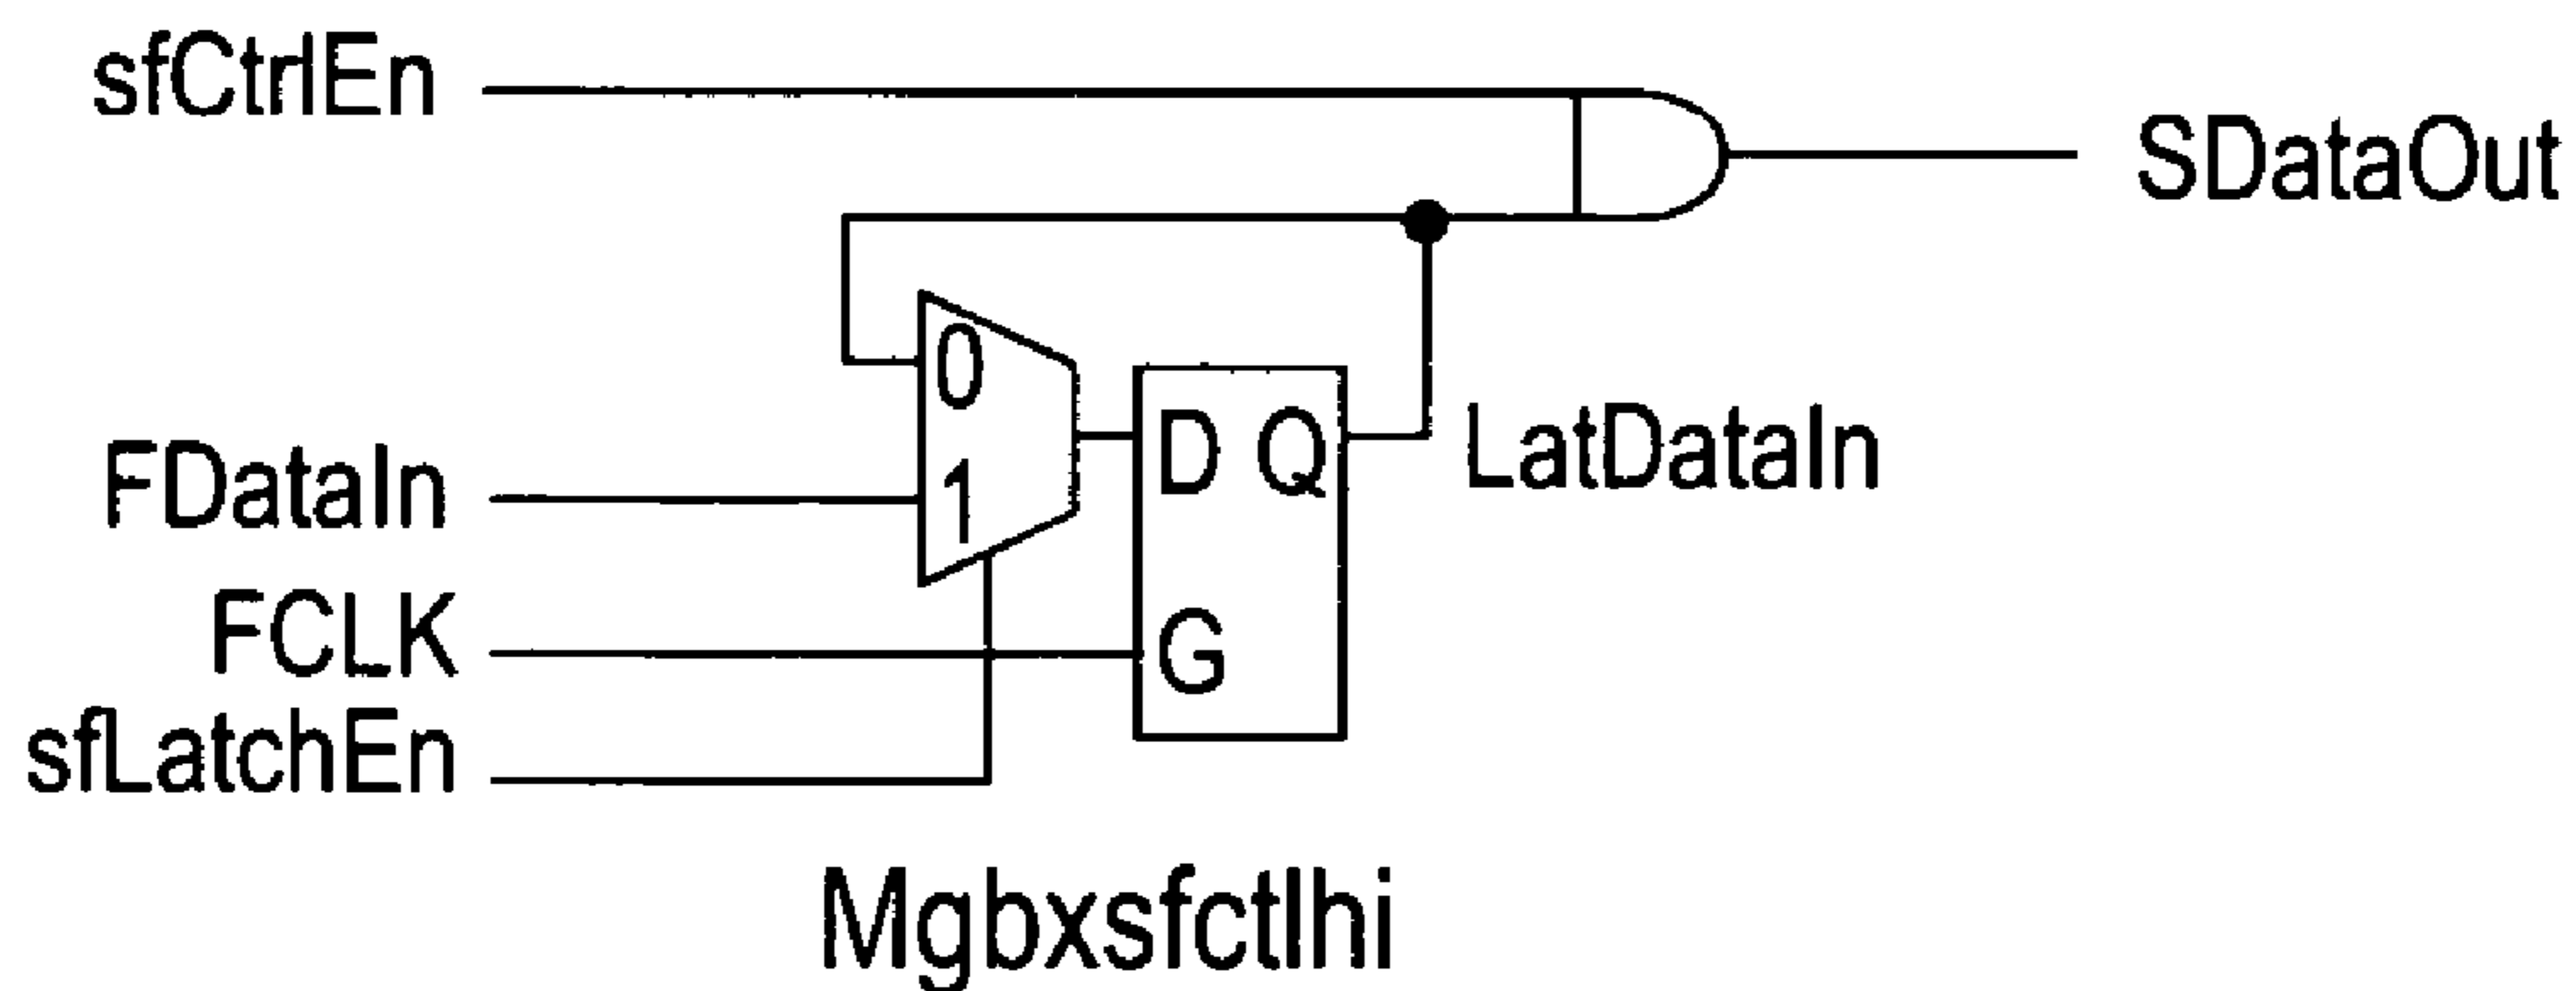 sfCtrlEn
SDataOut
0
FDataIn
1
D Q
LatDataIn
FCLK
G
sfLatchEn
Mgbxsfctlhi